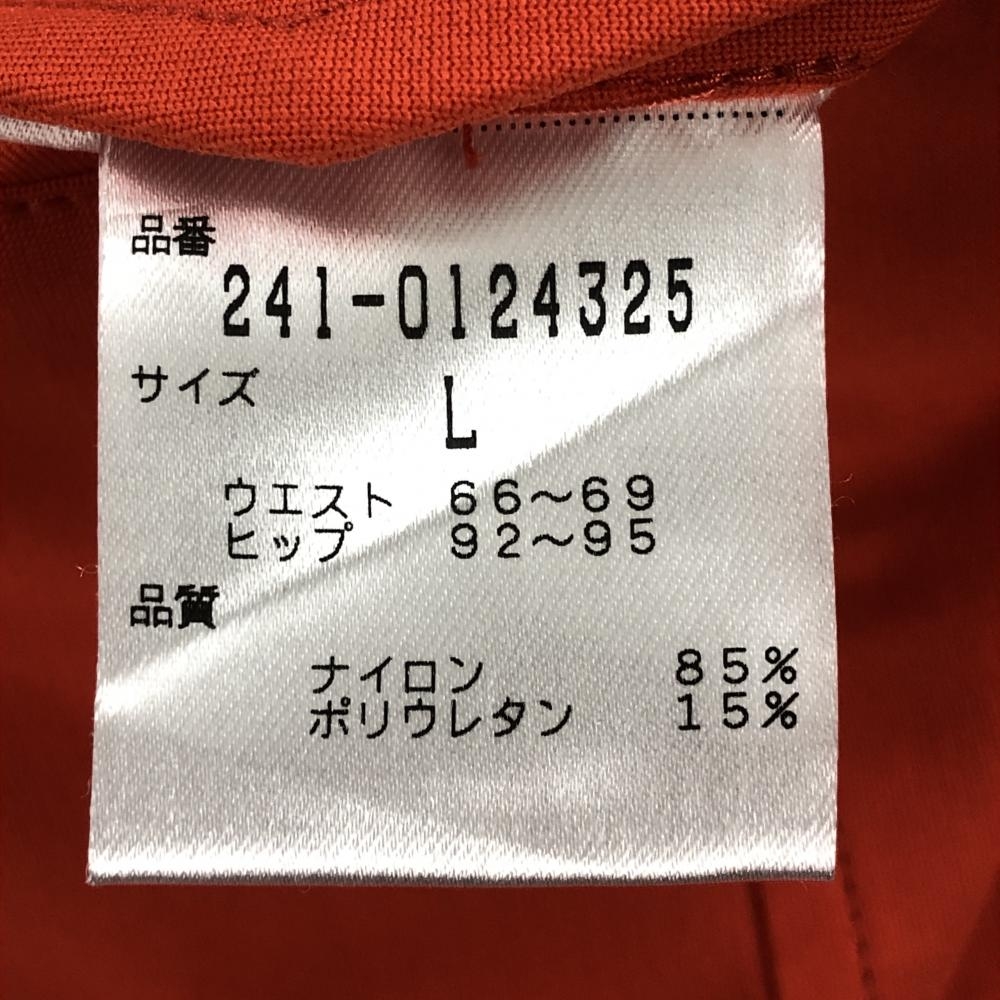 品番
241-0124325
サイズ
L
ウエスト 66～69
ヒップ 92～95
品質
ナイロン 85%
ポリウレタン 15%